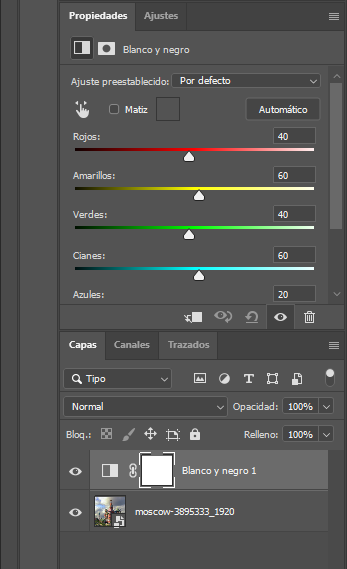 Propiedades Ajustes
Blanco y negro
Ajuste preestablecido: Por defecto
Matiz Automático
Rojos: 40
Amarillos: 60
Verdes: 40
Cianes: 60
Azules: 20
Capas Canales Trazados
Tipo
Normal Opacidad: 100%
Bloq.: Relleno: 100%
Blanco y negro 1
moscow-3895333_1920